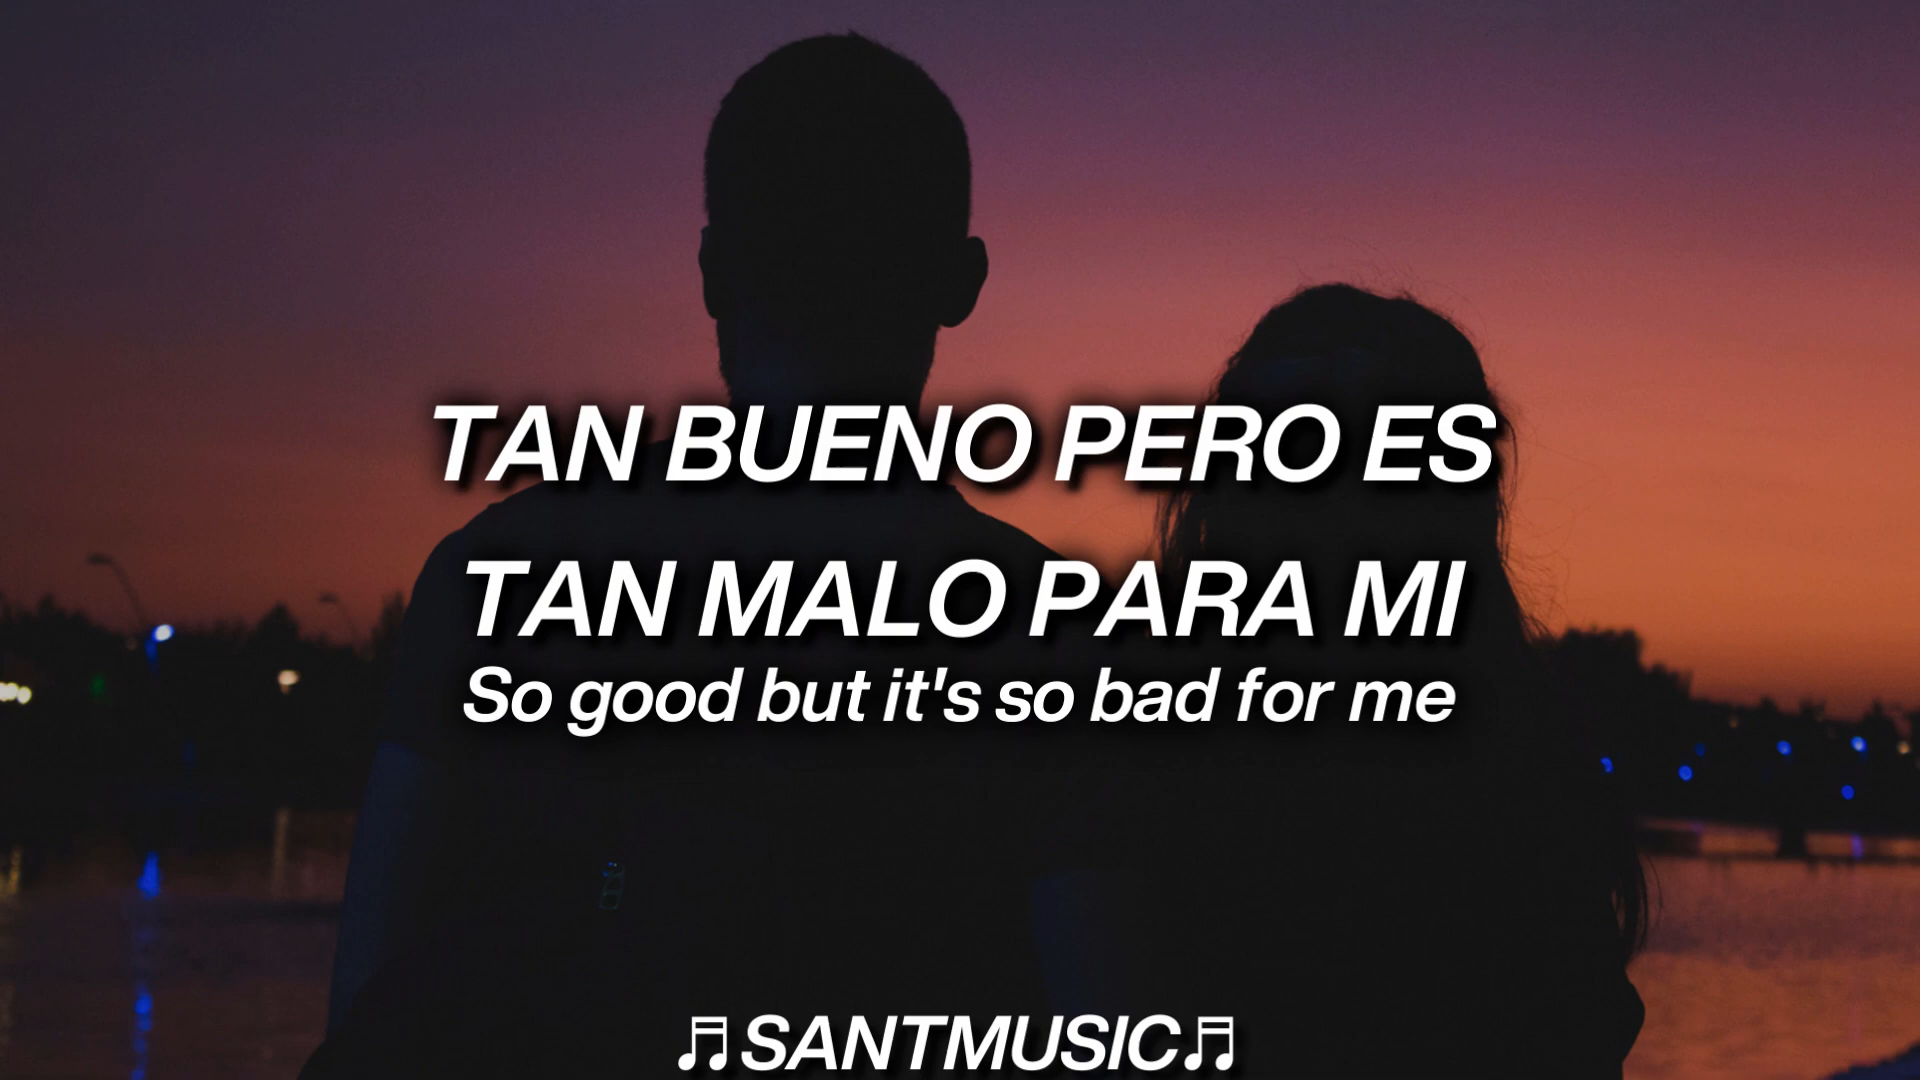 TAN BUENO PERO ES
TAN MALO PARA MI
So good but it's so bad for me
♬SANTMUSIC♬